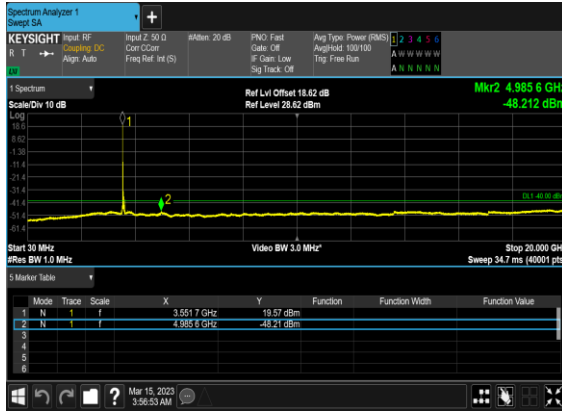 Spectrum Analyzer 1
Swept SA
+
KEYSIGHT
R T
LU
Input: RF
Coupling: DC
Align: Auto
Input Z: 50 Ω
Corr CCorr
Freq Ref: Int (S)
#Atten: 20 dB
PNO: Fast
Gate: Off
IF Gain: Low
Sig Track: Off
Avg Type: Power (RMS)
Avg|Hold: 100/100
Trig: Free Run
1 2 3 4 5 6
A W W W W W
A N N N N N
1 Spectrum
Scale/Div 10 dB
Log
Ref Lvl Offset 18.62 dB
Ref Level 28.62 dBm
Mkr2 4.985 6 GHz
-48.212 dBm
18.6
8.62
-1.38
-11.4
-21.4
-31.4
-41.4
-51.4
-61.4
1
2
DL1 -40.00 dBm
Start 30 MHz
#Res BW 1.0 MHz
Video BW 3.0 MHz*
Stop 20.000 GHz
Sweep 34.7 ms (40001 pts)
5 Marker Table
Mode Trace Scale X Y Function Function Width Function Value
1 N 1 f 3.551 7 GHz 19.57 dBm
2 N 1 f 4.985 6 GHz -48.21 dBm
3
4
5
6
?
Mar 15, 2023
3:56:53 AM